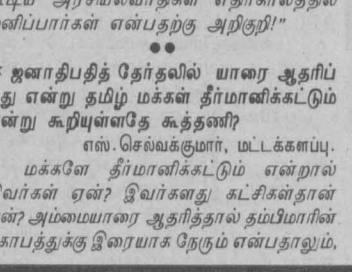 அரசியல்வாதிகள் எதிர்காலத்தில்
னிப்பார்கள் என்பதற்கு அறிகுறி!”
●●
ஜனாதிபதித் தேர்தலில் யாரை ஆதரிப்
து என்று தமிழ் மக்கள் தீர்மானிக்கட்டும்
ன்று கூறியுள்ளதே கூத்தணி?
எஸ்.செல்வக்குமார், மட்டக்களப்பு.
மக்களே தீர்மானிக்கட்டும் என்றால்
வர்கள் ஏன்? இவர்களது கட்சிகள்தான்
ன்? அம்மையாரை ஆதரித்தால் தம்பிமாரின்
காபத்துக்கு இரையாக நேரும் என்பதாலும்,